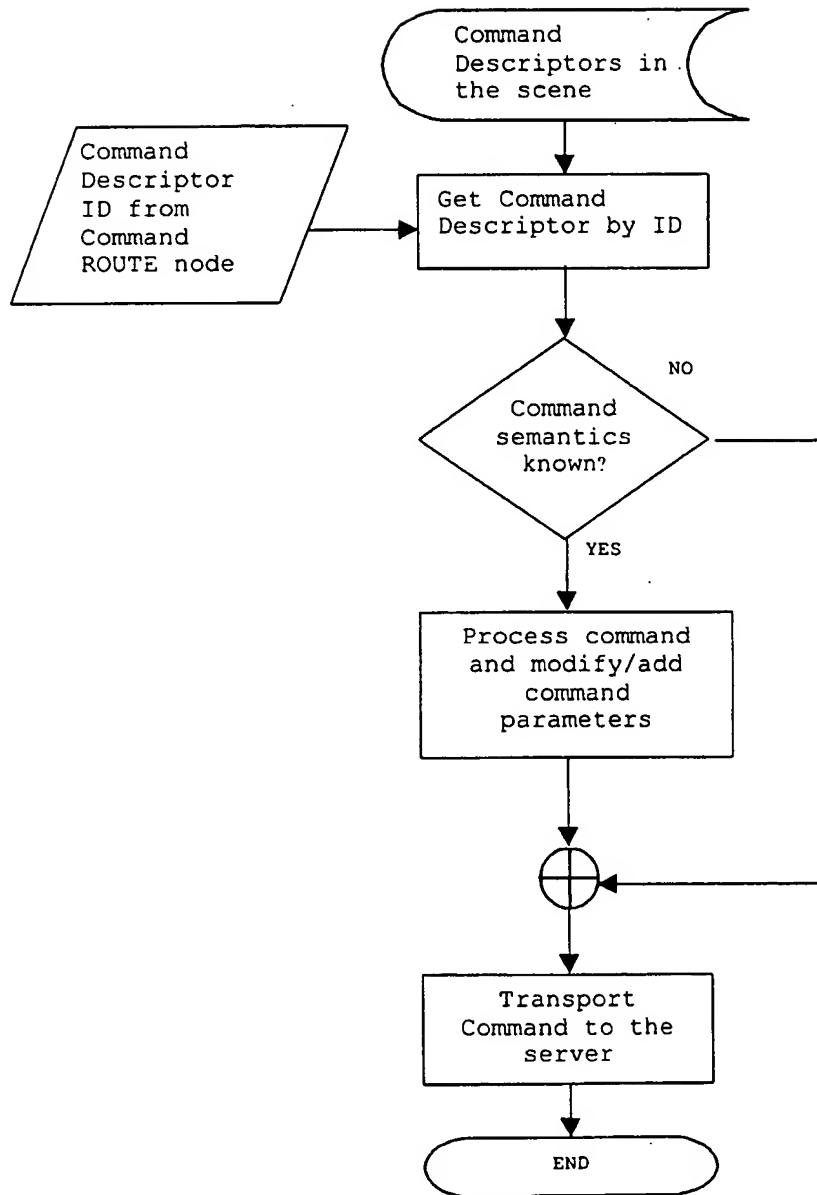 Command
Descriptors in
the scene
Command
Descriptor
ID from
Command
ROUTE node
Get Command
Descriptor by ID
NO
Command
semantics
known?
YES
Process command
and modify/add
command
parameters
Transport
Command to the
server
END